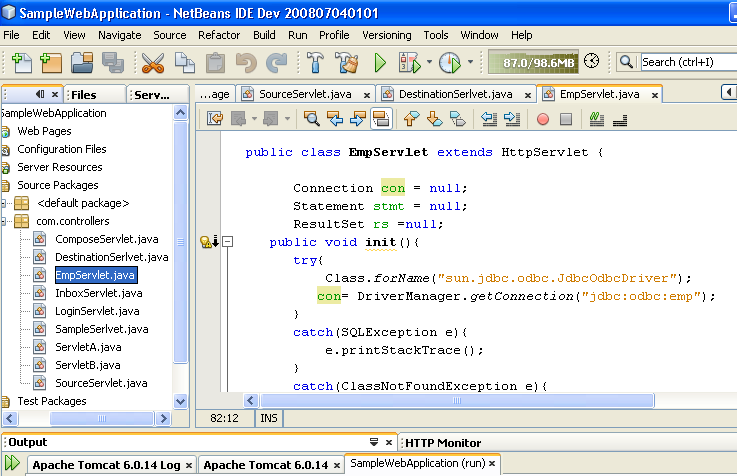 SampleWebApplication - NetBeans IDE Dev 200807040101
File Edit View Navigate Source Refactor Build Run Profile Versioning Tools Window Help
87.0/98.6MB Search (ctrl+I)
Files Serv...
...age SourceServlet.java DestinationSerlvet.java EmpServlet.java
SampleWebApplication
Web Pages
Configuration Files
Server Resources
Source Packages
<default package>
com.controllers
ComposeServlet.java
DestinationSerlvet.java
EmpServlet.java
InboxServlet.java
LoginServlet.java
SampleSerlvet.java
ServletA.java
ServletB.java
SourceServlet.java
Test Packages
public class EmpServlet extends HttpServlet {
Connection con = null;
Statement stmt = null;
ResultSet rs =null;
public void init(){
try{
Class.forName("sun.jdbc.odbc.JdbcOdbcDriver");
con= DriverManager.getConnection("jdbc:odbc:emp");
}
catch(SQLException e){
e.printStackTrace();
}
catch(ClassNotFoundException e){
82:12 INS
Output HTTP Monitor
Apache Tomcat 6.0.14 Log Apache Tomcat 6.0.14 SampleWebApplication (run)